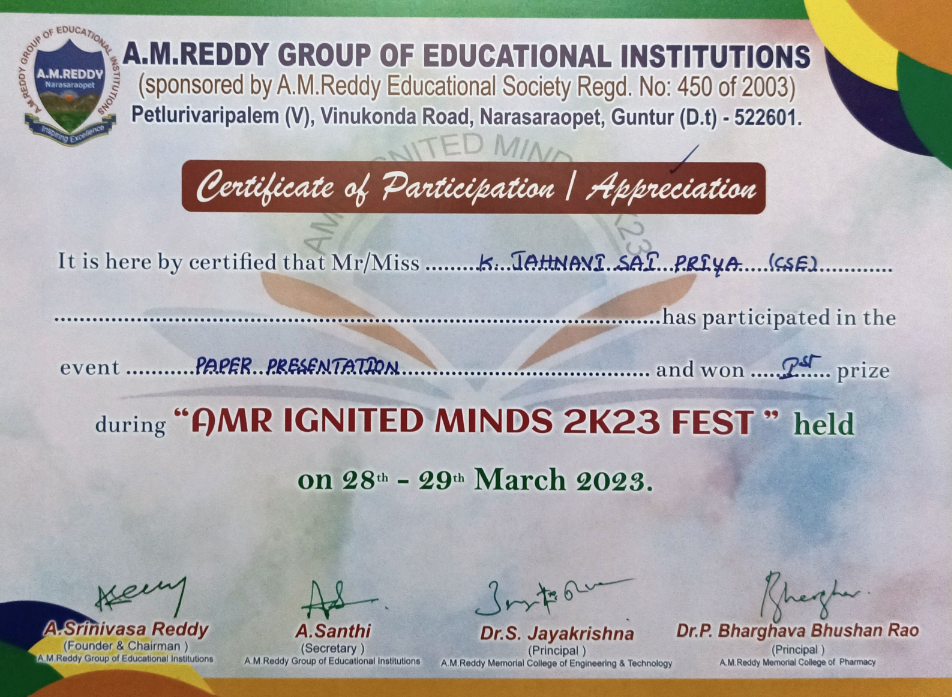 A.M.REDDY GROUP OF EDUCATIONAL INSTITUTIONS
A.M.REDDY
Narasaraopet
Inspiring Excellence
A.M.REDDY GROUP OF EDUCATIONAL INSTITUTIONS
(sponsored by A.M.Reddy Educational Society Regd. No: 450 of 2003)
Petlurivaripalem (V), Vinukonda Road, Narasaraopet, Guntur (D.t) - 522601.
AMR IGNITED MINDS 2K23
Certificate of Participation / Appreciation
It is here by certified that Mr/Miss ........K. JAHNAVI SAI PRIYA (CSE)............
....................................................................................has participated in the
event ...........PAPER PRESENTATION.......................................... and won .....Ist..... prize
during “AMR IGNITED MINDS 2K23 FEST ” held
on 28th - 29th March 2023.
A.Srinivasa Reddy
(Founder & Chairman )
A.M.Reddy Group of Educational Institutions
A.Santhi
(Secretary )
A.M.Reddy Group of Educational Institutions
Dr.S. Jayakrishna
(Principal )
A.M.Reddy Memorial College of Engineering & Technology
Dr.P. Bharghava Bhushan Rao
(Principal )
A.M.Reddy Memorial College of Pharmacy